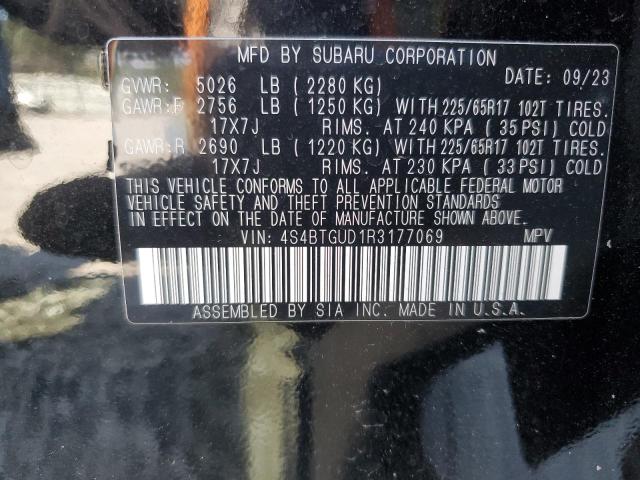 MFD BY SUBARU CORPORATION
DATE: 09/23
GVWR: 5026 LB (2280 KG)
GAWR:F 2756 LB (1250 KG) WITH 225/65R17 102T TIRES.
17X7J RIMS. AT 240 KPA (35 PSI) COLD
GAWR:R 2690 LB (1220 KG) WITH 225/65R17 102T TIRES.
17X7J RIMS. AT 230 KPA (33 PSI) COLD
THIS VEHICLE CONFORMS TO ALL APPLICABLE FEDERAL MOTOR
VEHICLE SAFETY AND THEFT PREVENTION STANDARDS
IN EFFECT ON THE DATE OF MANUFACTURE SHOWN ABOVE.
VIN: 4S4BTGUD1R3177069 MPV
ASSEMBLED BY SIA INC. MADE IN U.S.A.